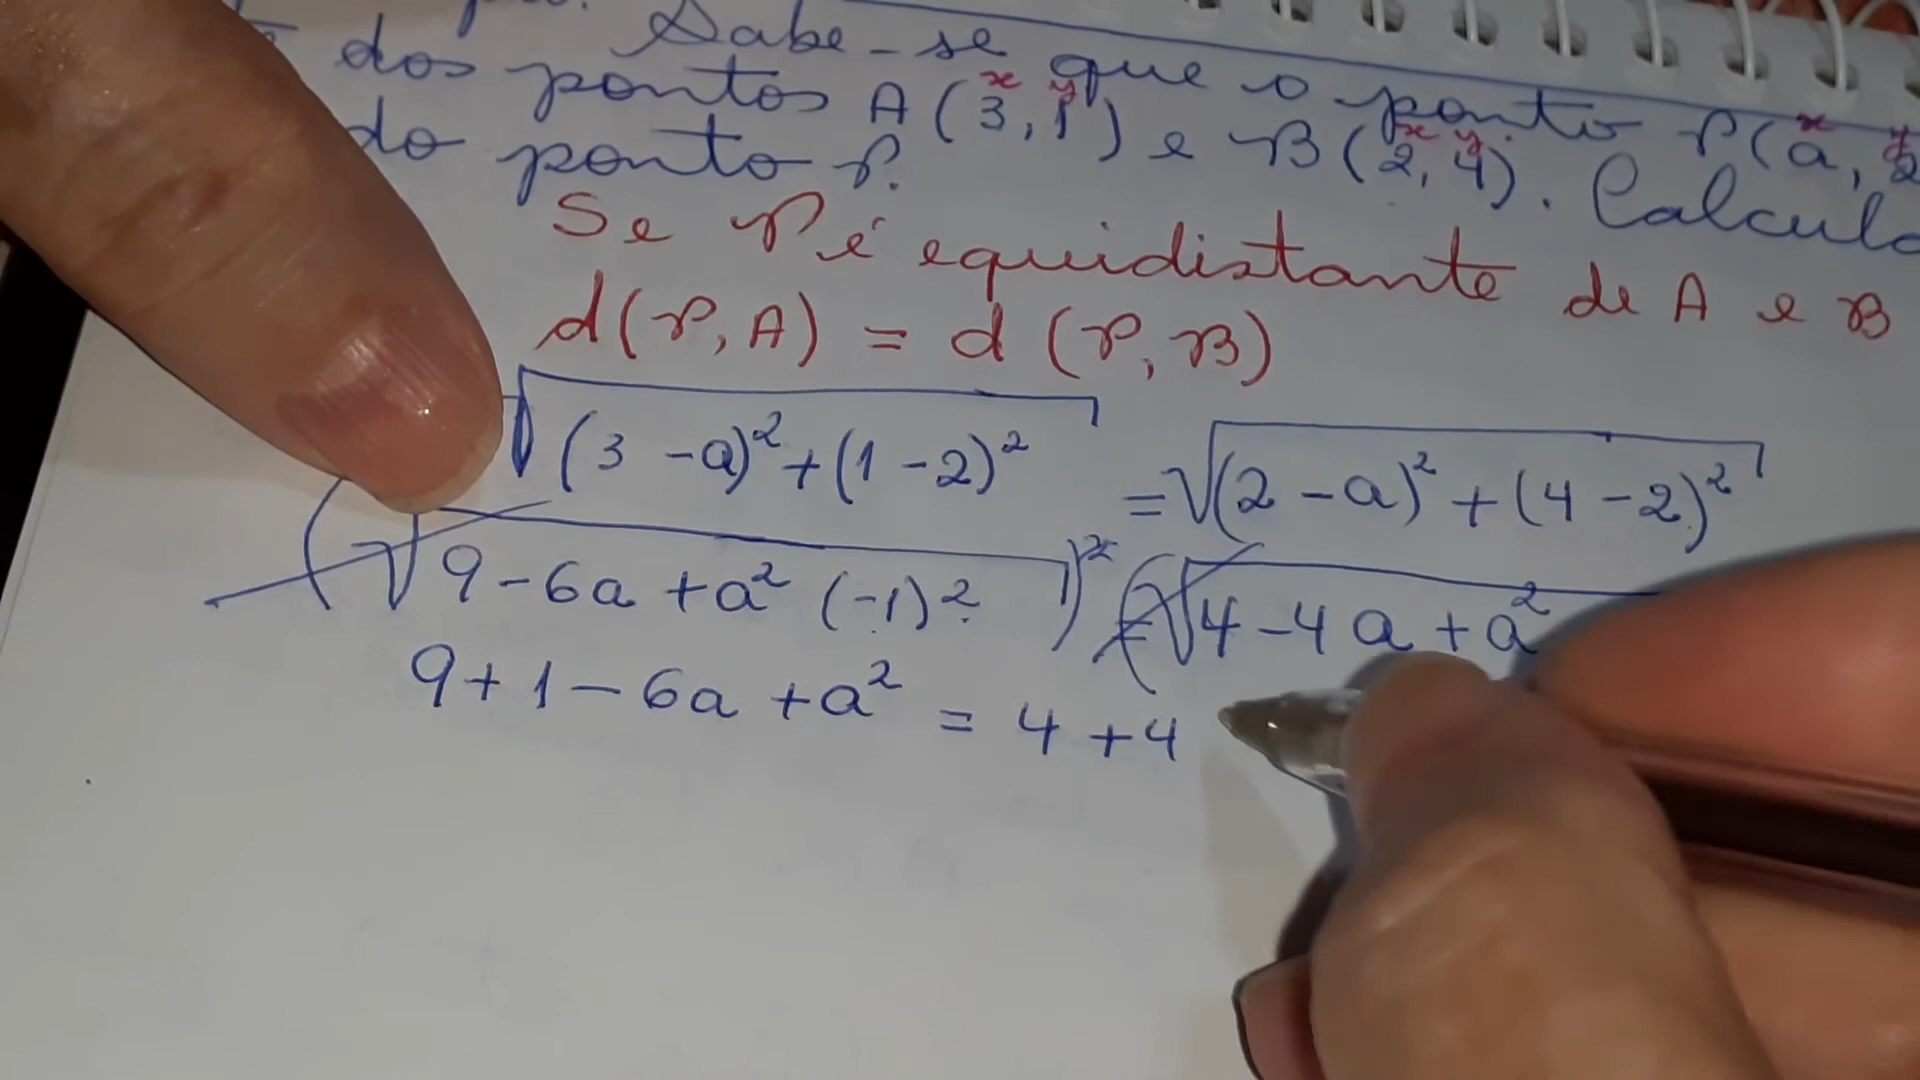 Sabe-se que o ponto P(a, 2
dos pontos A(3, 1) e B(2, 4). Calcul
do ponto P.
x y x y x y
Se P é equidistante de A e B
d(P, A) = d(P, B)
√(3 - a)² + (1 - 2)² = √(2 - a)² + (4 - 2)²
(√9 - 6a + a² (-1)²)² = (√4 - 4a + a²
9 + 1 - 6a + a² = 4 + 4